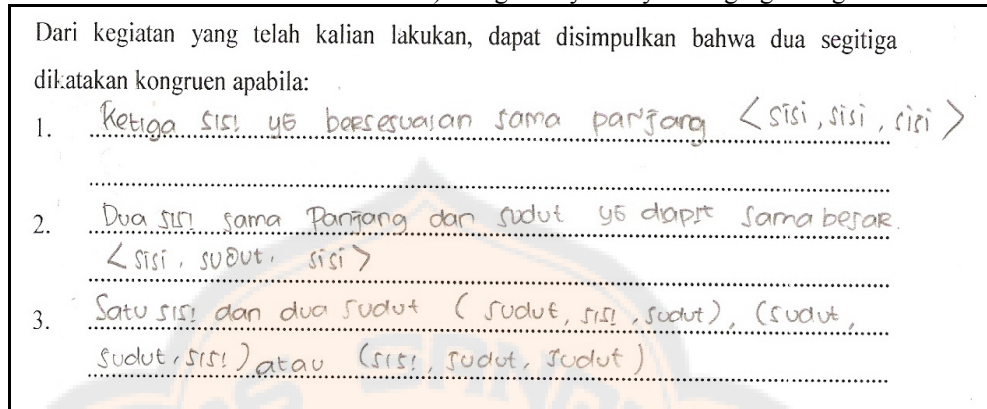 Dari kegiatan yang telah kalian lakukan, dapat disimpulkan bahwa dua segitiga
dikatakan kongruen apabila:
1. Ketiga sisi yg bersesuaian sama panjang <sisi, sisi, sisi>
2. Dua sisi sama Panjang dan sudut yg diapit sama besar.
<sisi, sudut, sisi>
3. Satu sisi dan dua sudut (sudut, sisi, sudut), (sudut,
sudut, sisi) atau (sisi, sudut, sudut)